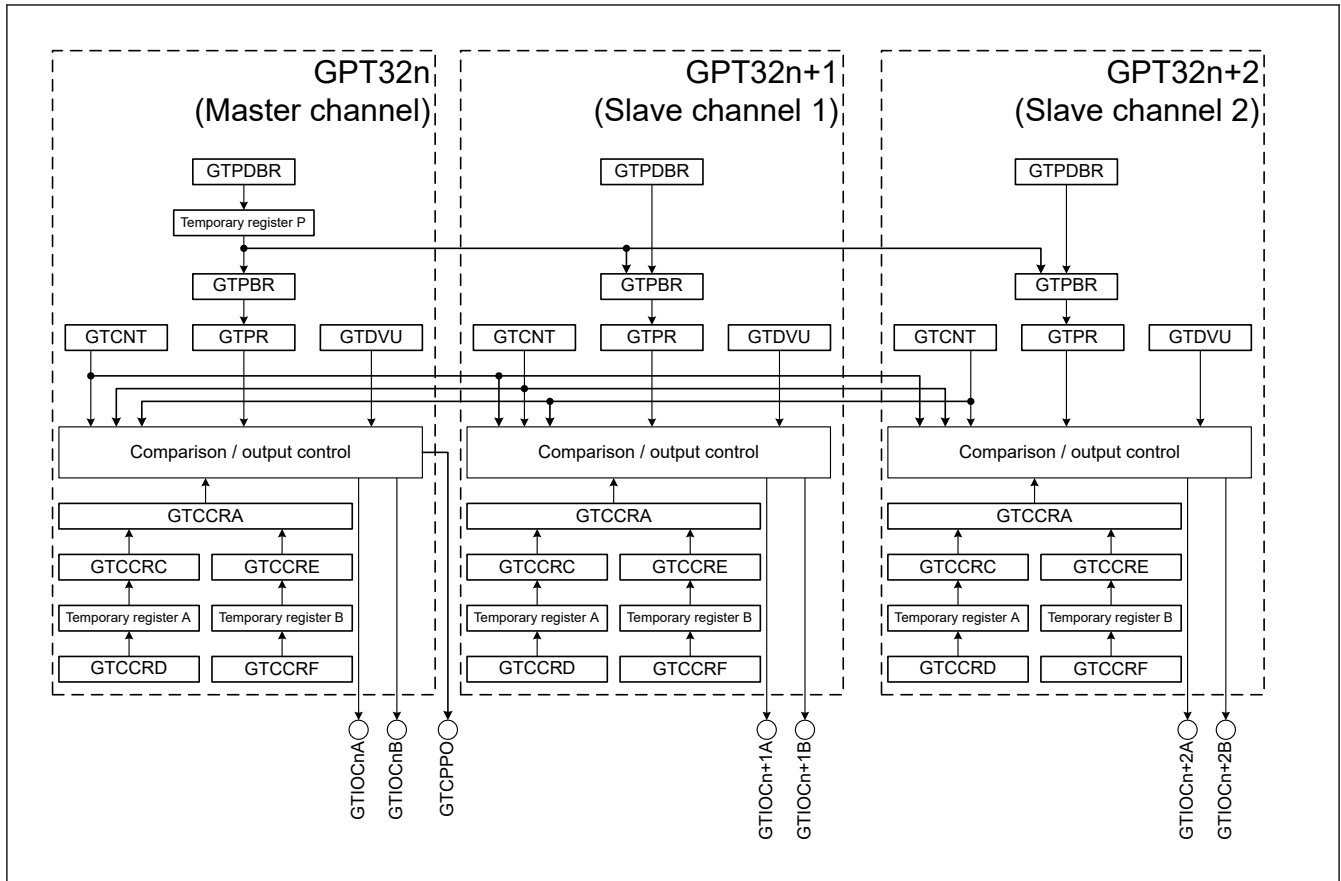 GPT32n
(Master channel)
GTPDBR
Temporary register P
GTPBR
GTCNT
GTPR
GTDVU
Comparison / output control
GTCCRA
GTCCRC
GTCCRE
Temporary register A
Temporary register B
GTCCRD
GTCCRF
GTIOCnA
GTIOCnB
GTCPPO
GPT32n+1
(Slave channel 1)
GTPDBR
GTPBR
GTCNT
GTPR
GTDVU
Comparison / output control
GTCCRA
GTCCRC
GTCCRE
Temporary register A
Temporary register B
GTCCRD
GTCCRF
GTIOCn+1A
GTIOCn+1B
GPT32n+2
(Slave channel 2)
GTPDBR
GTPBR
GTCNT
GTPR
GTDVU
Comparison / output control
GTCCRA
GTCCRC
GTCCRE
Temporary register A
Temporary register B
GTCCRD
GTCCRF
GTIOCn+2A
GTIOCn+2B